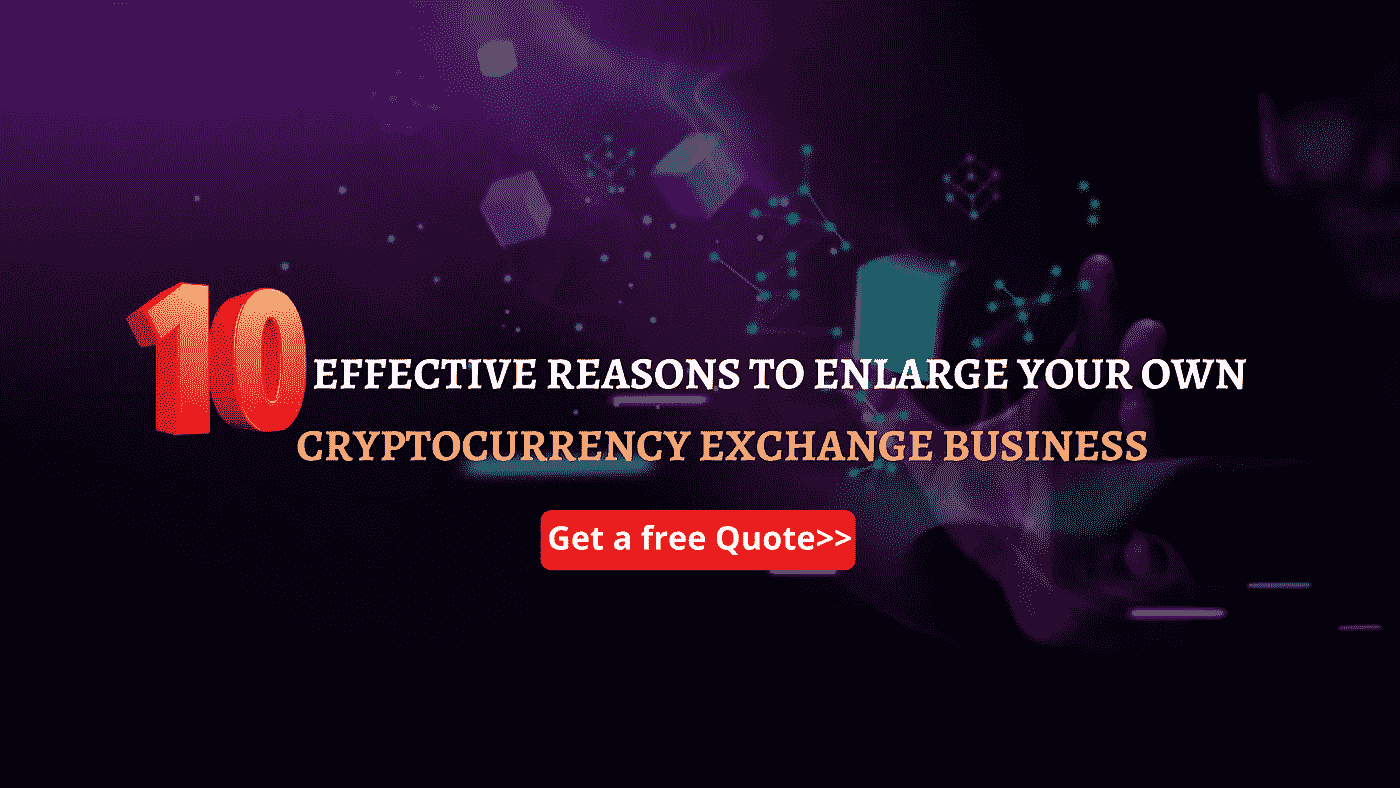 10 EFFECTIVE REASONS TO ENLARGE YOUR OWN
CRYPTOCURRENCY EXCHANGE BUSINESS
Get a free Quote>>